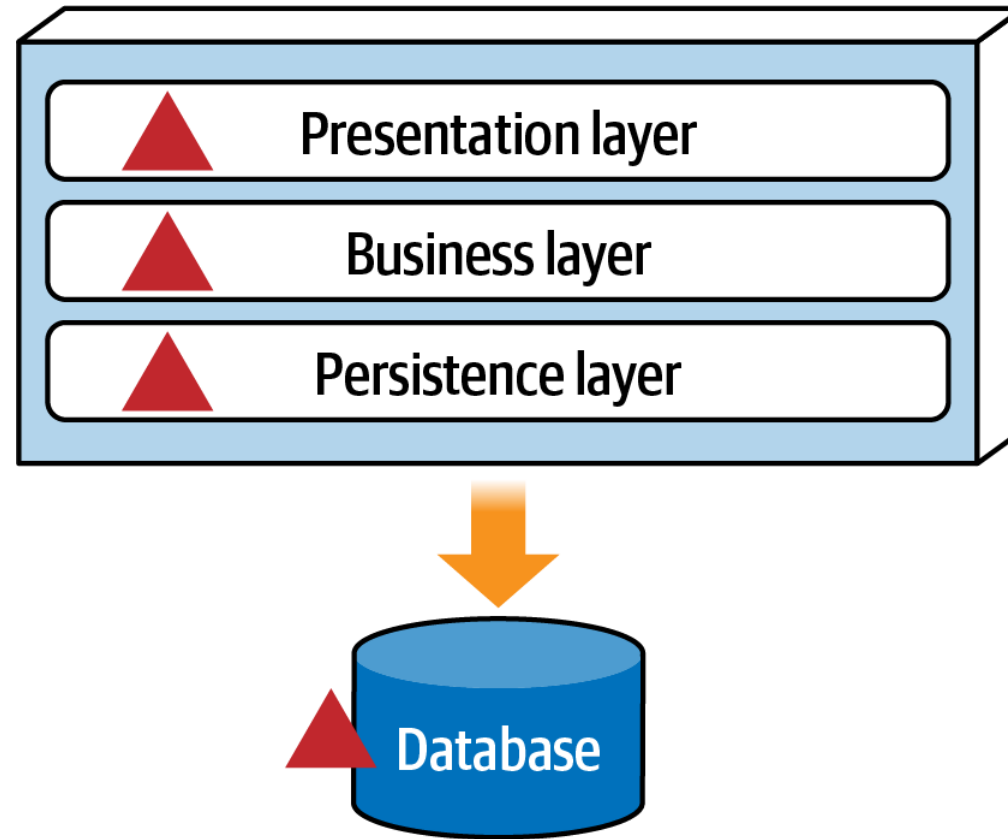 Presentation layer
Business layer
Persistence layer
Database